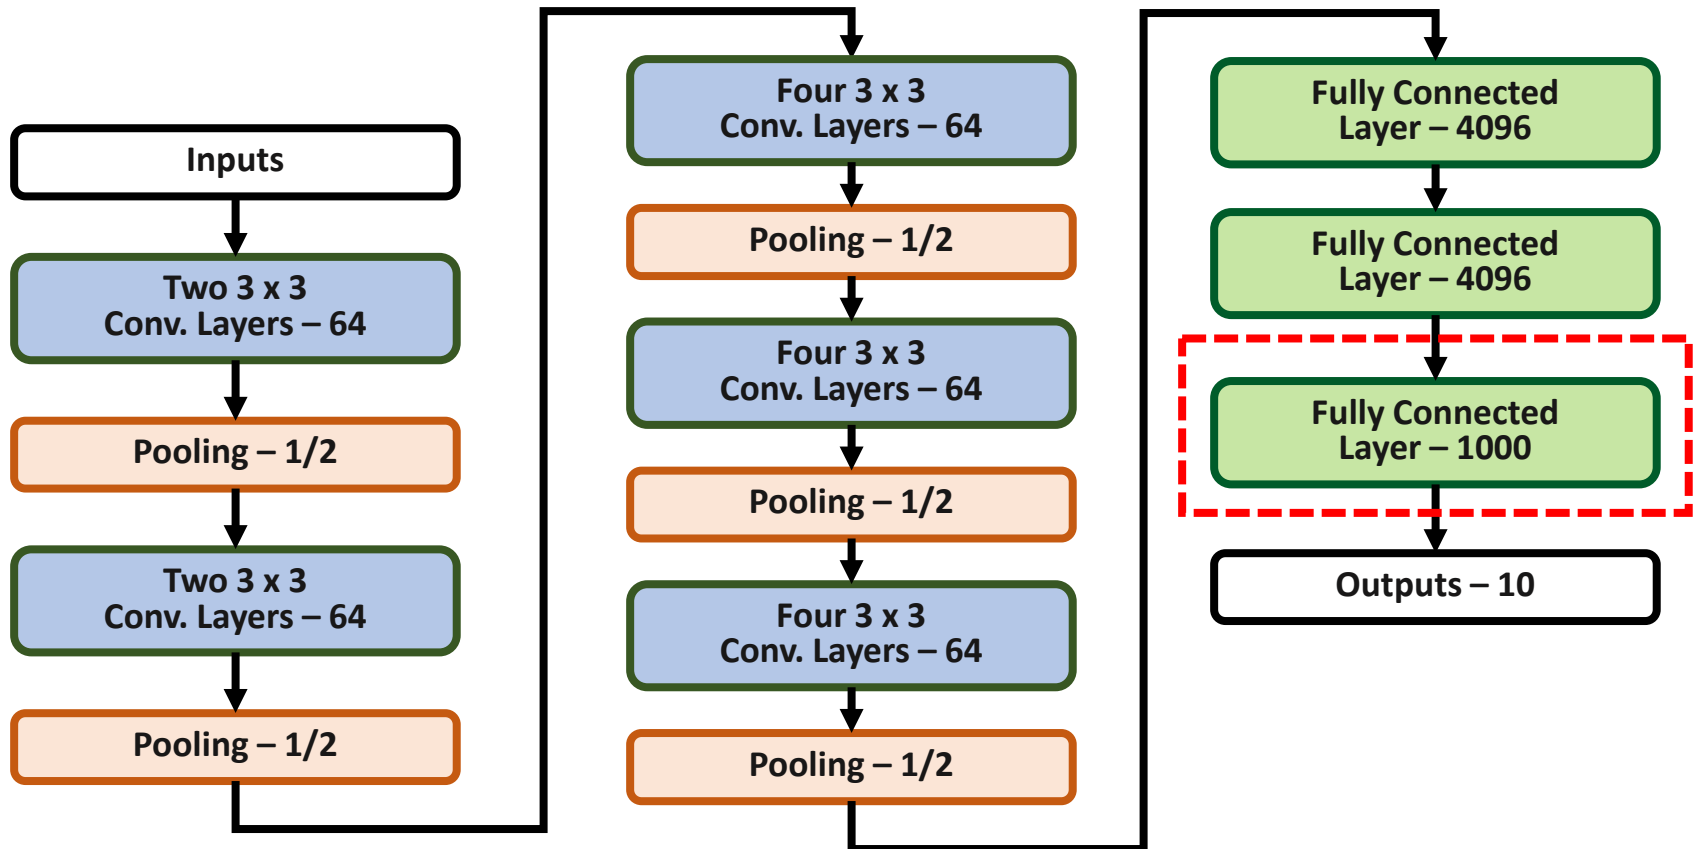 Inputs
Two 3 x 3
Conv. Layers – 64
Pooling – 1/2
Two 3 x 3
Conv. Layers – 64
Pooling – 1/2
Four 3 x 3
Conv. Layers – 64
Pooling – 1/2
Four 3 x 3
Conv. Layers – 64
Pooling – 1/2
Four 3 x 3
Conv. Layers – 64
Pooling – 1/2
Fully Connected
Layer – 4096
Fully Connected
Layer – 4096
Fully Connected
Layer – 1000
Outputs – 10